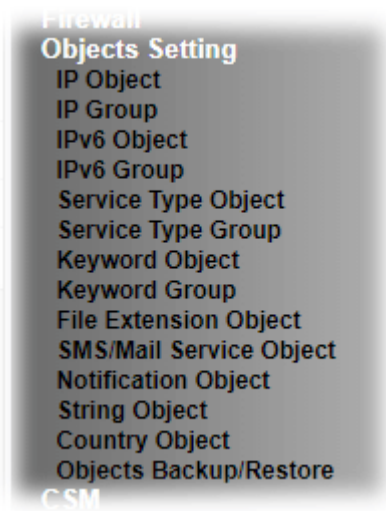 Firewall
Objects Setting
IP Object
IP Group
IPv6 Object
IPv6 Group
Service Type Object
Service Type Group
Keyword Object
Keyword Group
File Extension Object
SMS/Mail Service Object
Notification Object
String Object
Country Object
Objects Backup/Restore
CSM